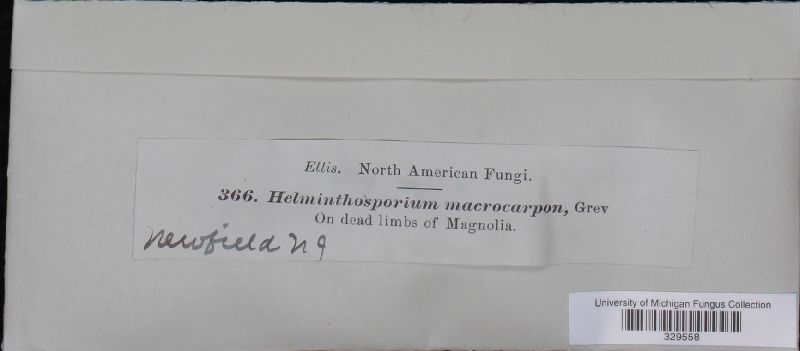 Ellis. North American Fungi.
366. Helminthosporium macrocarpon, Grev
On dead limbs of Magnolia.
Newfield NJ
University of Michigan Fungus Collection
329558